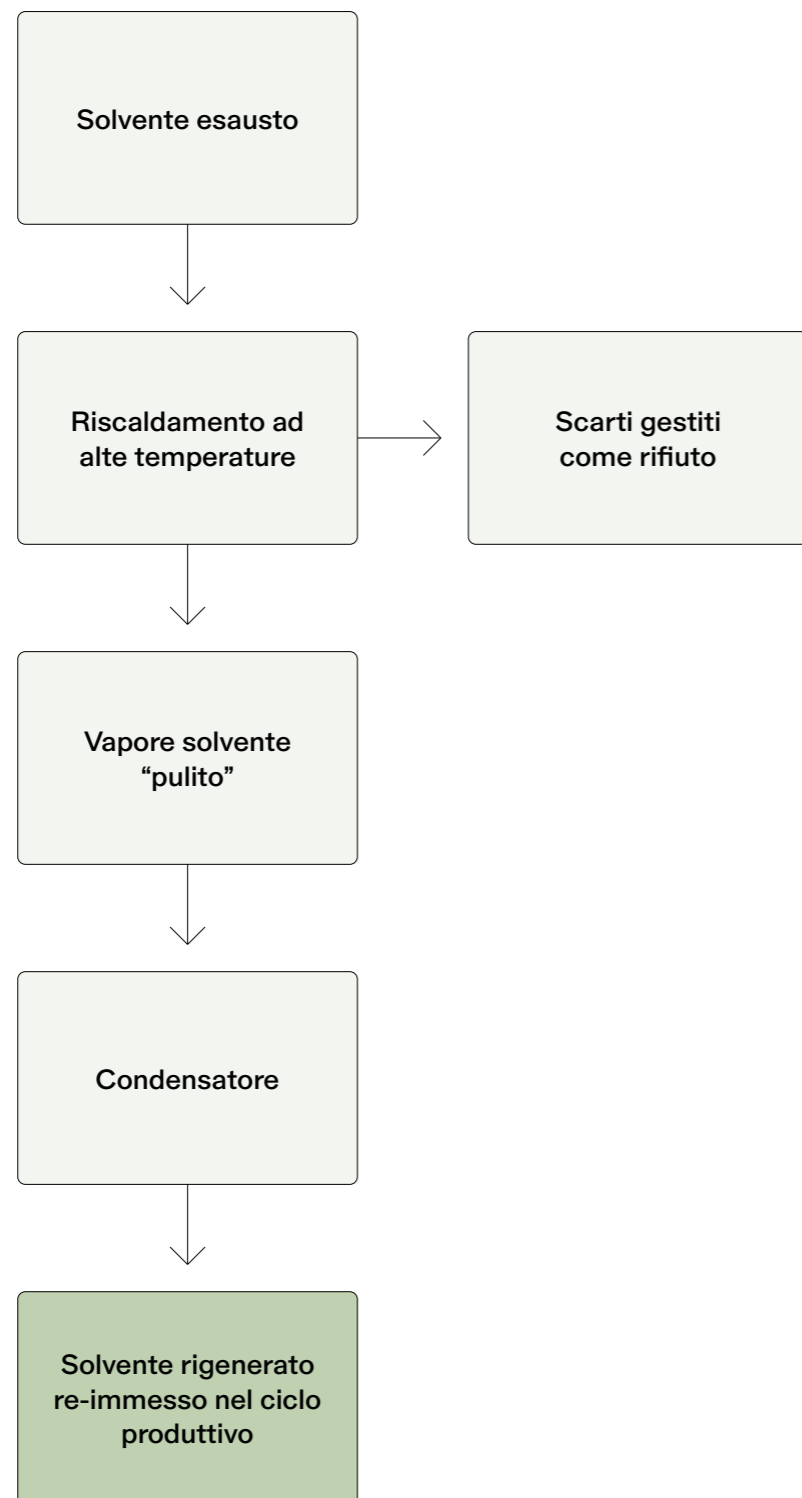 Solvente esausto
Riscaldamento ad
alte temperature
Scarti gestiti
come rifiuto
Vapore solvente
“pulito”
Condensatore
Solvente rigenerato
re-immesso nel ciclo
produttivo